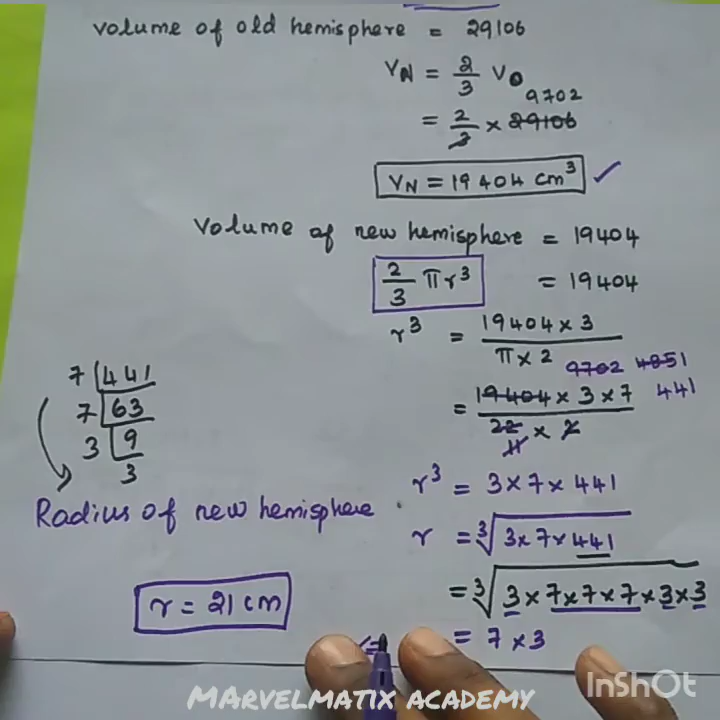 Volume of old hemisphere = 29106
VN = 2/3 VO
9702
= 2/3 × 29106
VN = 19404 cm³ ✓
Volume of new hemisphere = 19404
2/3 πr³ = 19404
r³ = 19404 × 3 / π × 2
9702 4851
441
= 19404 × 3 × 7 / 22 × 2
11
7 | 441
7 | 63
3 | 9
3
r³ = 3 × 7 × 441
Radius of new hemisphere
r = ∛3 × 7 × 441
= ∛3 × 7 × 7 × 7 × 3 × 3
r = 21 cm
= 7 × 3
MARVELMATIX ACADEMY
InShOt